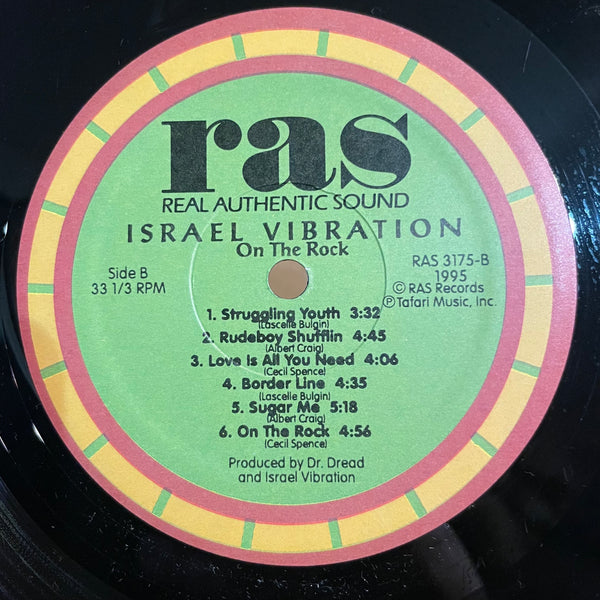 ras
REAL AUTHENTIC SOUND
ISRAEL VIBRATION
On The Rock
Side B
33 1/3 RPM
RAS 3175-B
1995
Ⓒ RAS Records
Ⓟ Tafari Music, Inc.
1. Struggling Youth 3:32
(Lascelle Bulgin)
2. Rudeboy Shufflin 4:45
(Albert Craig)
3. Love Is All You Need 4:06
(Cecil Spence)
4. Border Line 4:35
(Lascelle Bulgin)
5. Sugar Me 5:18
(Albert Craig)
6. On The Rock 4:56
(Cecil Spence)
Produced by Dr. Dread
and Israel Vibration